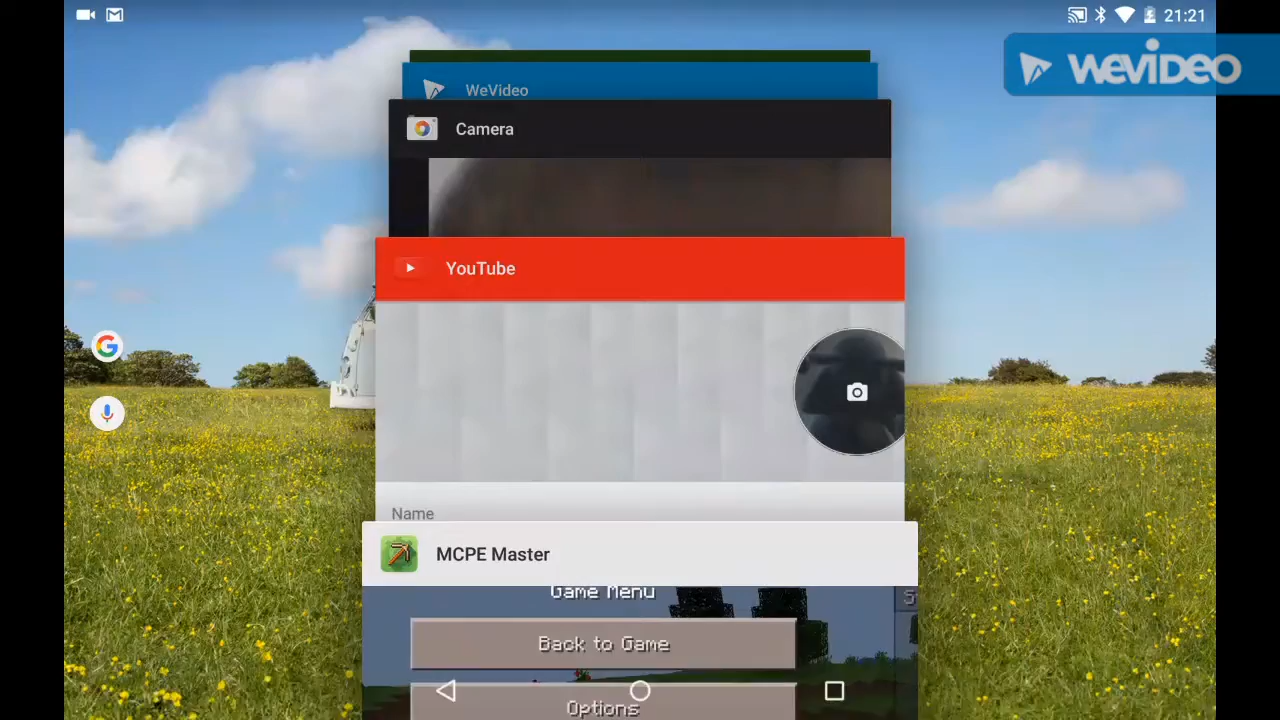 21:21
WEVIDEO
WeVideo
Camera
YouTube
Name
MCPE Master
Game Menu
S
Back to Game
Options